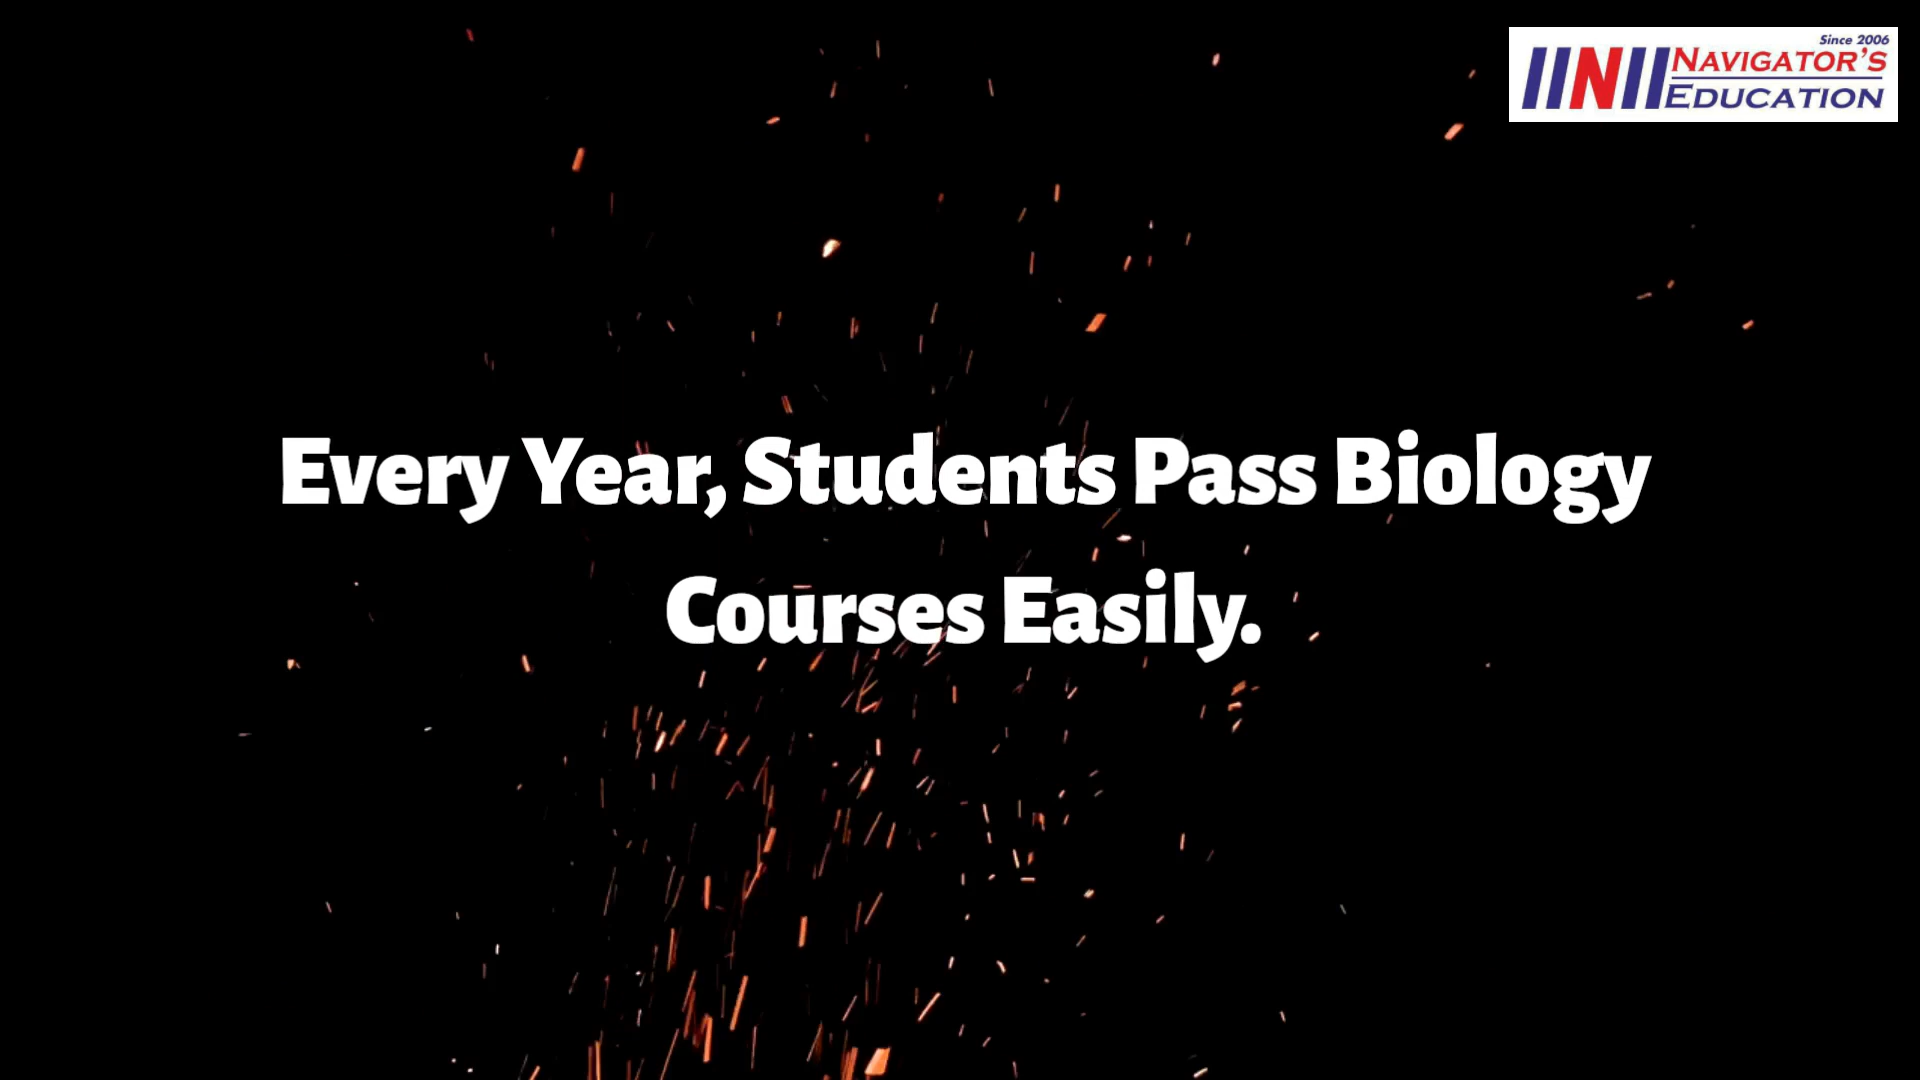 Since 2006
NAVIGATOR'S
EDUCATION
Every Year, Students Pass Biology
Courses Easily.